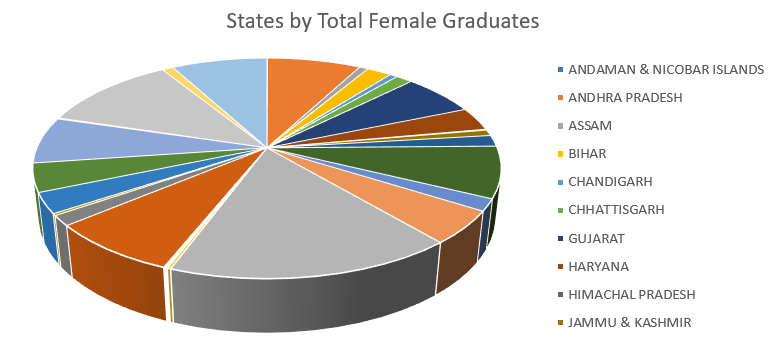 States by Total Female Graduates
ANDAMAN & NICOBAR ISLANDS
ANDHRA PRADESH
ASSAM
BIHAR
CHANDIGARH
CHHATTISGARH
GUJARAT
HARYANA
HIMACHAL PRADESH
JAMMU & KASHMIR